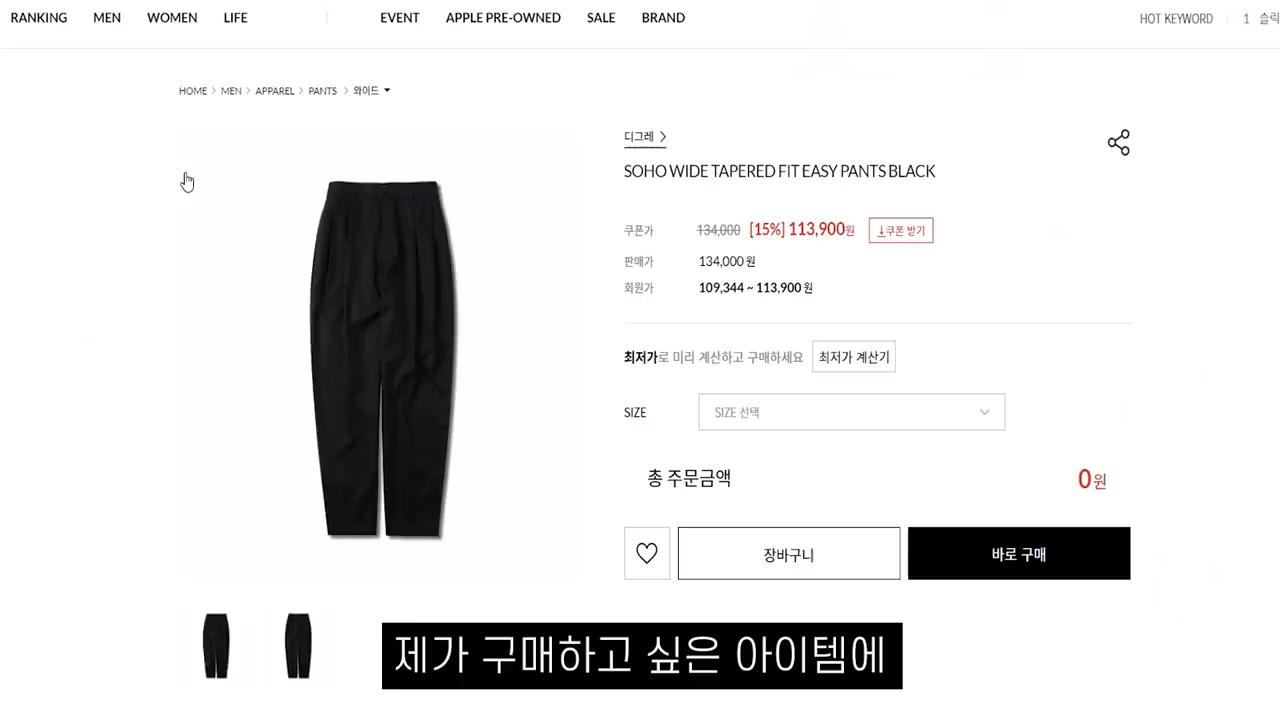 RANKING MEN WOMEN LIFE EVENT APPLE PRE-OWNED SALE BRAND HOT KEYWORD 1 슬릭
HOME > MEN > APPAREL > PANTS > 와이드
디그레 >
SOHO WIDE TAPERED FIT EASY PANTS BLACK
쿠폰가 134,000 [15%] 113,900원 쿠폰 받기
판매가 134,000 원
회원가 109,344 ~ 113,900 원
최저가로 미리 계산하고 구매하세요 최저가 계산기
SIZE SIZE 선택
총 주문금액 0원
장바구니 바로 구매
제가 구매하고 싶은 아이템에